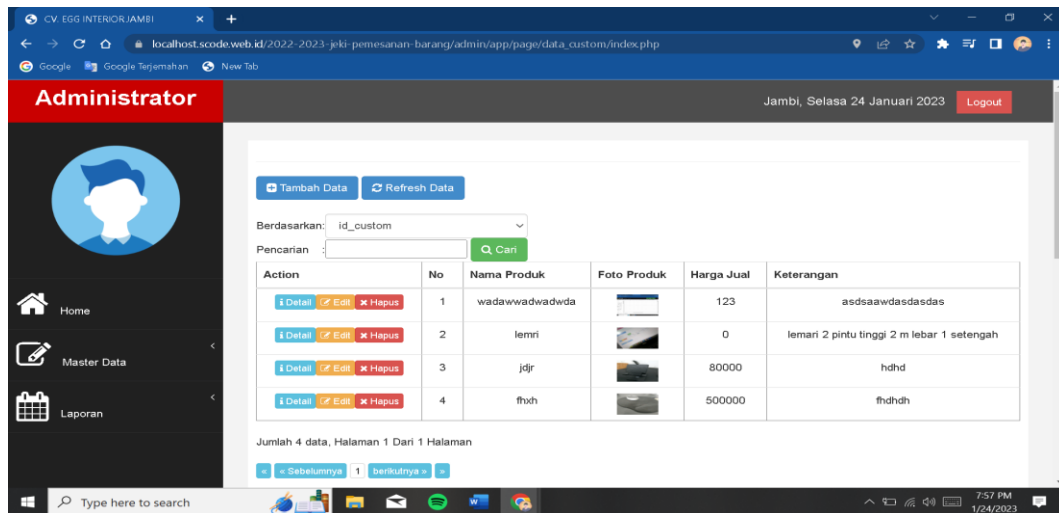 CV. EGG INTERIOR JAMBI
localhost.scode.web.id/2022-2023-jeki-pemesanan-barang/admin/app/page/data_custom/index.php
Google Google Terjemahan New Tab
Administrator
Jambi, Selasa 24 Januari 2023 Logout
Tambah Data Refresh Data
Berdasarkan: id_custom
Pencarian : Cari
Action No Nama Produk Foto Produk Harga Jual Keterangan
Detail Edit Hapus 1 wadawwadwadwda 123 asdsaawdasdasdas
Detail Edit Hapus 2 lemri 0 lemari 2 pintu tinggi 2 m lebar 1 setengah
Detail Edit Hapus 3 jdjr 80000 hdhd
Detail Edit Hapus 4 fhxh 500000 fhdhdh
Home
Master Data
Laporan
Jumlah 4 data, Halaman 1 Dari 1 Halaman
« « Sebelumnya 1 berikutnya » »
Type here to search
7:57 PM
1/24/2023